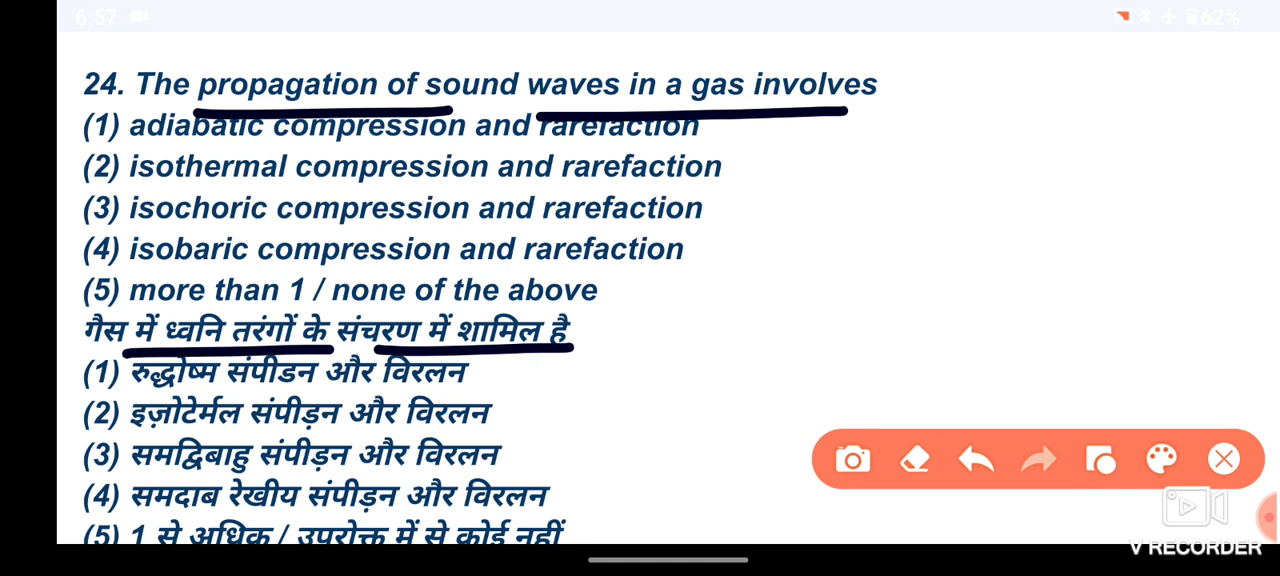 6:57
62%
24. The propagation of sound waves in a gas involves
(1) adiabatic compression and rarefaction
(2) isothermal compression and rarefaction
(3) isochoric compression and rarefaction
(4) isobaric compression and rarefaction
(5) more than 1 / none of the above
गैस में ध्वनि तरंगों के संचरण में शामिल है
(1) रुद्धोष्म संपीडन और विरलन
(2) इज़ोटेर्मल संपीड़न और विरलन
(3) समद्विबाहु संपीड़न और विरलन
(4) समदाब रेखीय संपीड़न और विरलन
(5) 1 से अधिक / उपरोक्त में से कोई नहीं
V RECORDER